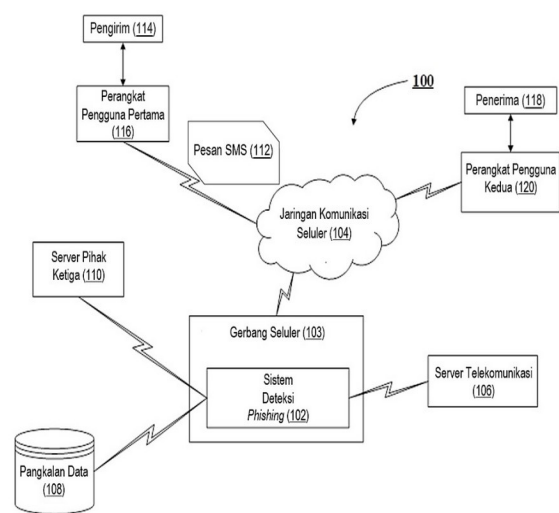 Pengirim (114)
100
Penerima (118)
Perangkat
Pengguna Pertama
(116)
Pesan SMS (112)
Perangkat Pengguna
Kedua (120)
Jaringan Komunikasi
Seluler (104)
Server Pihak
Ketiga (110)
Gerbang Seluler (103)
Sistem
Deteksi
Phishing (102)
Server Telekomunikasi
(106)
Pangkalan Data
(108)